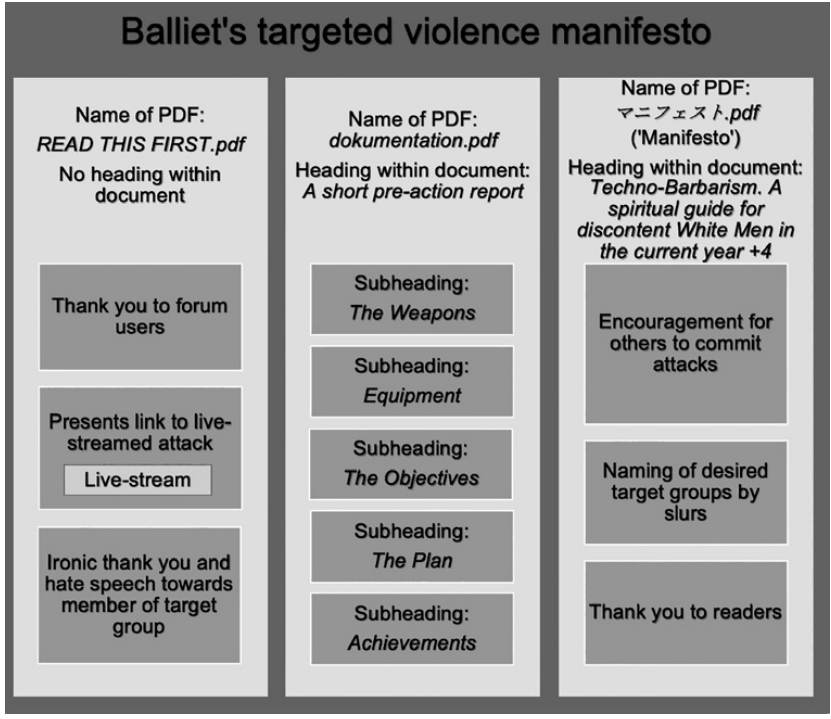 Balliet's targeted violence manifesto
Name of PDF:
READ THIS FIRST.pdf
No heading within
document
Thank you to forum
users
Presents link to live-
streamed attack
Live-stream
Ironic thank you and
hate speech towards
member of target
group
Name of PDF:
dokumentation.pdf
Heading within document:
A short pre-action report
Subheading:
The Weapons
Subheading:
Equipment
Subheading:
The Objectives
Subheading:
The Plan
Subheading:
Achievements
Name of PDF:
マニフェスト.pdf
('Manifesto')
Heading within document:
Techno-Barbarism. A
spiritual guide for
discontent White Men in
the current year +4
Encouragement for
others to commit
attacks
Naming of desired
target groups by
slurs
Thank you to readers